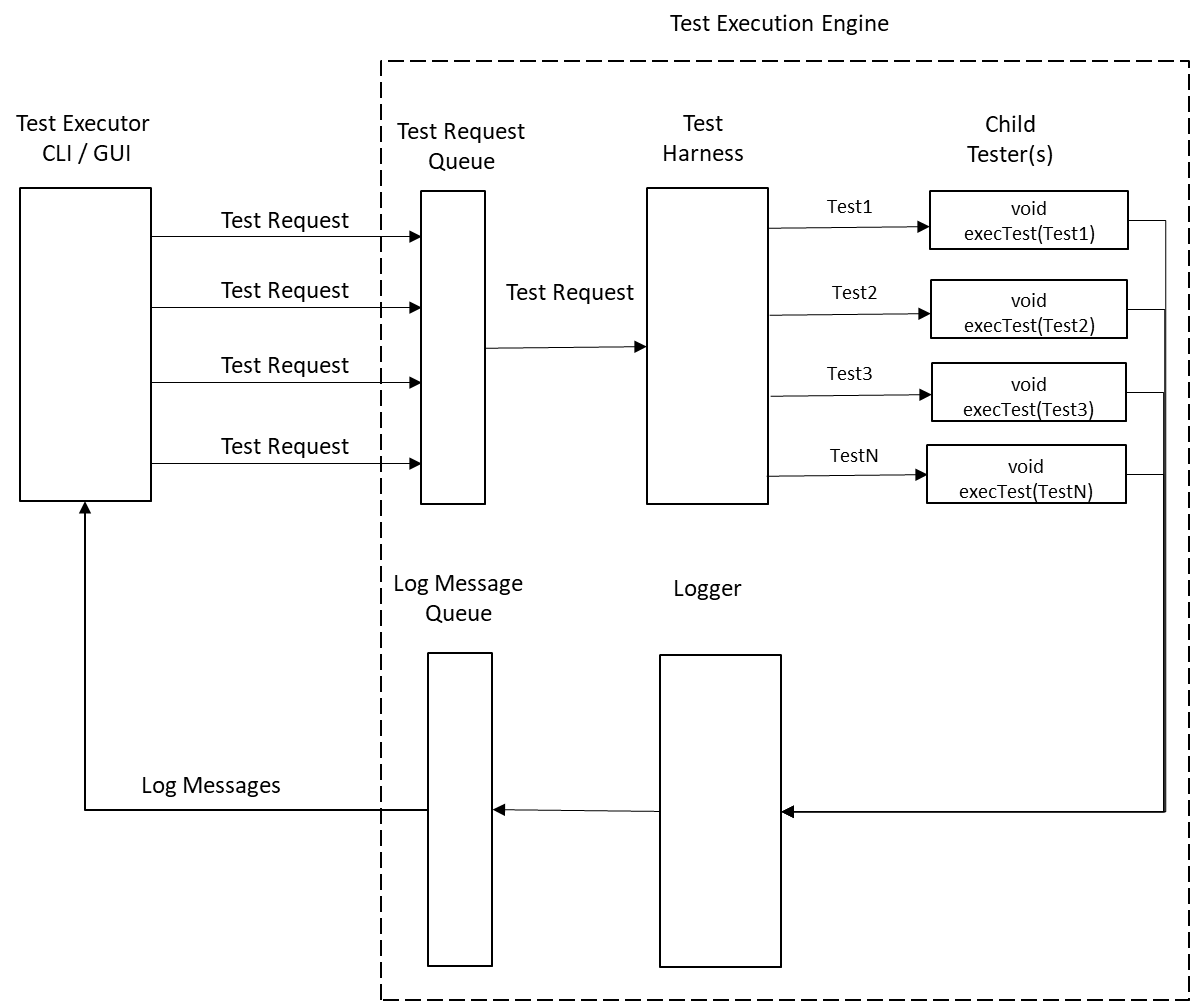 Test Execution Engine
Test Executor
CLI / GUI
Test Request
Queue
Test
Harness
Child
Tester(s)
Test Request
Test Request
Test Request
Test Request
Test Request
Test1
Test2
Test3
TestN
void
execTest(Test1)
void
execTest(Test2)
void
execTest(Test3)
void
execTest(TestN)
Log Message
Queue
Logger
Log Messages